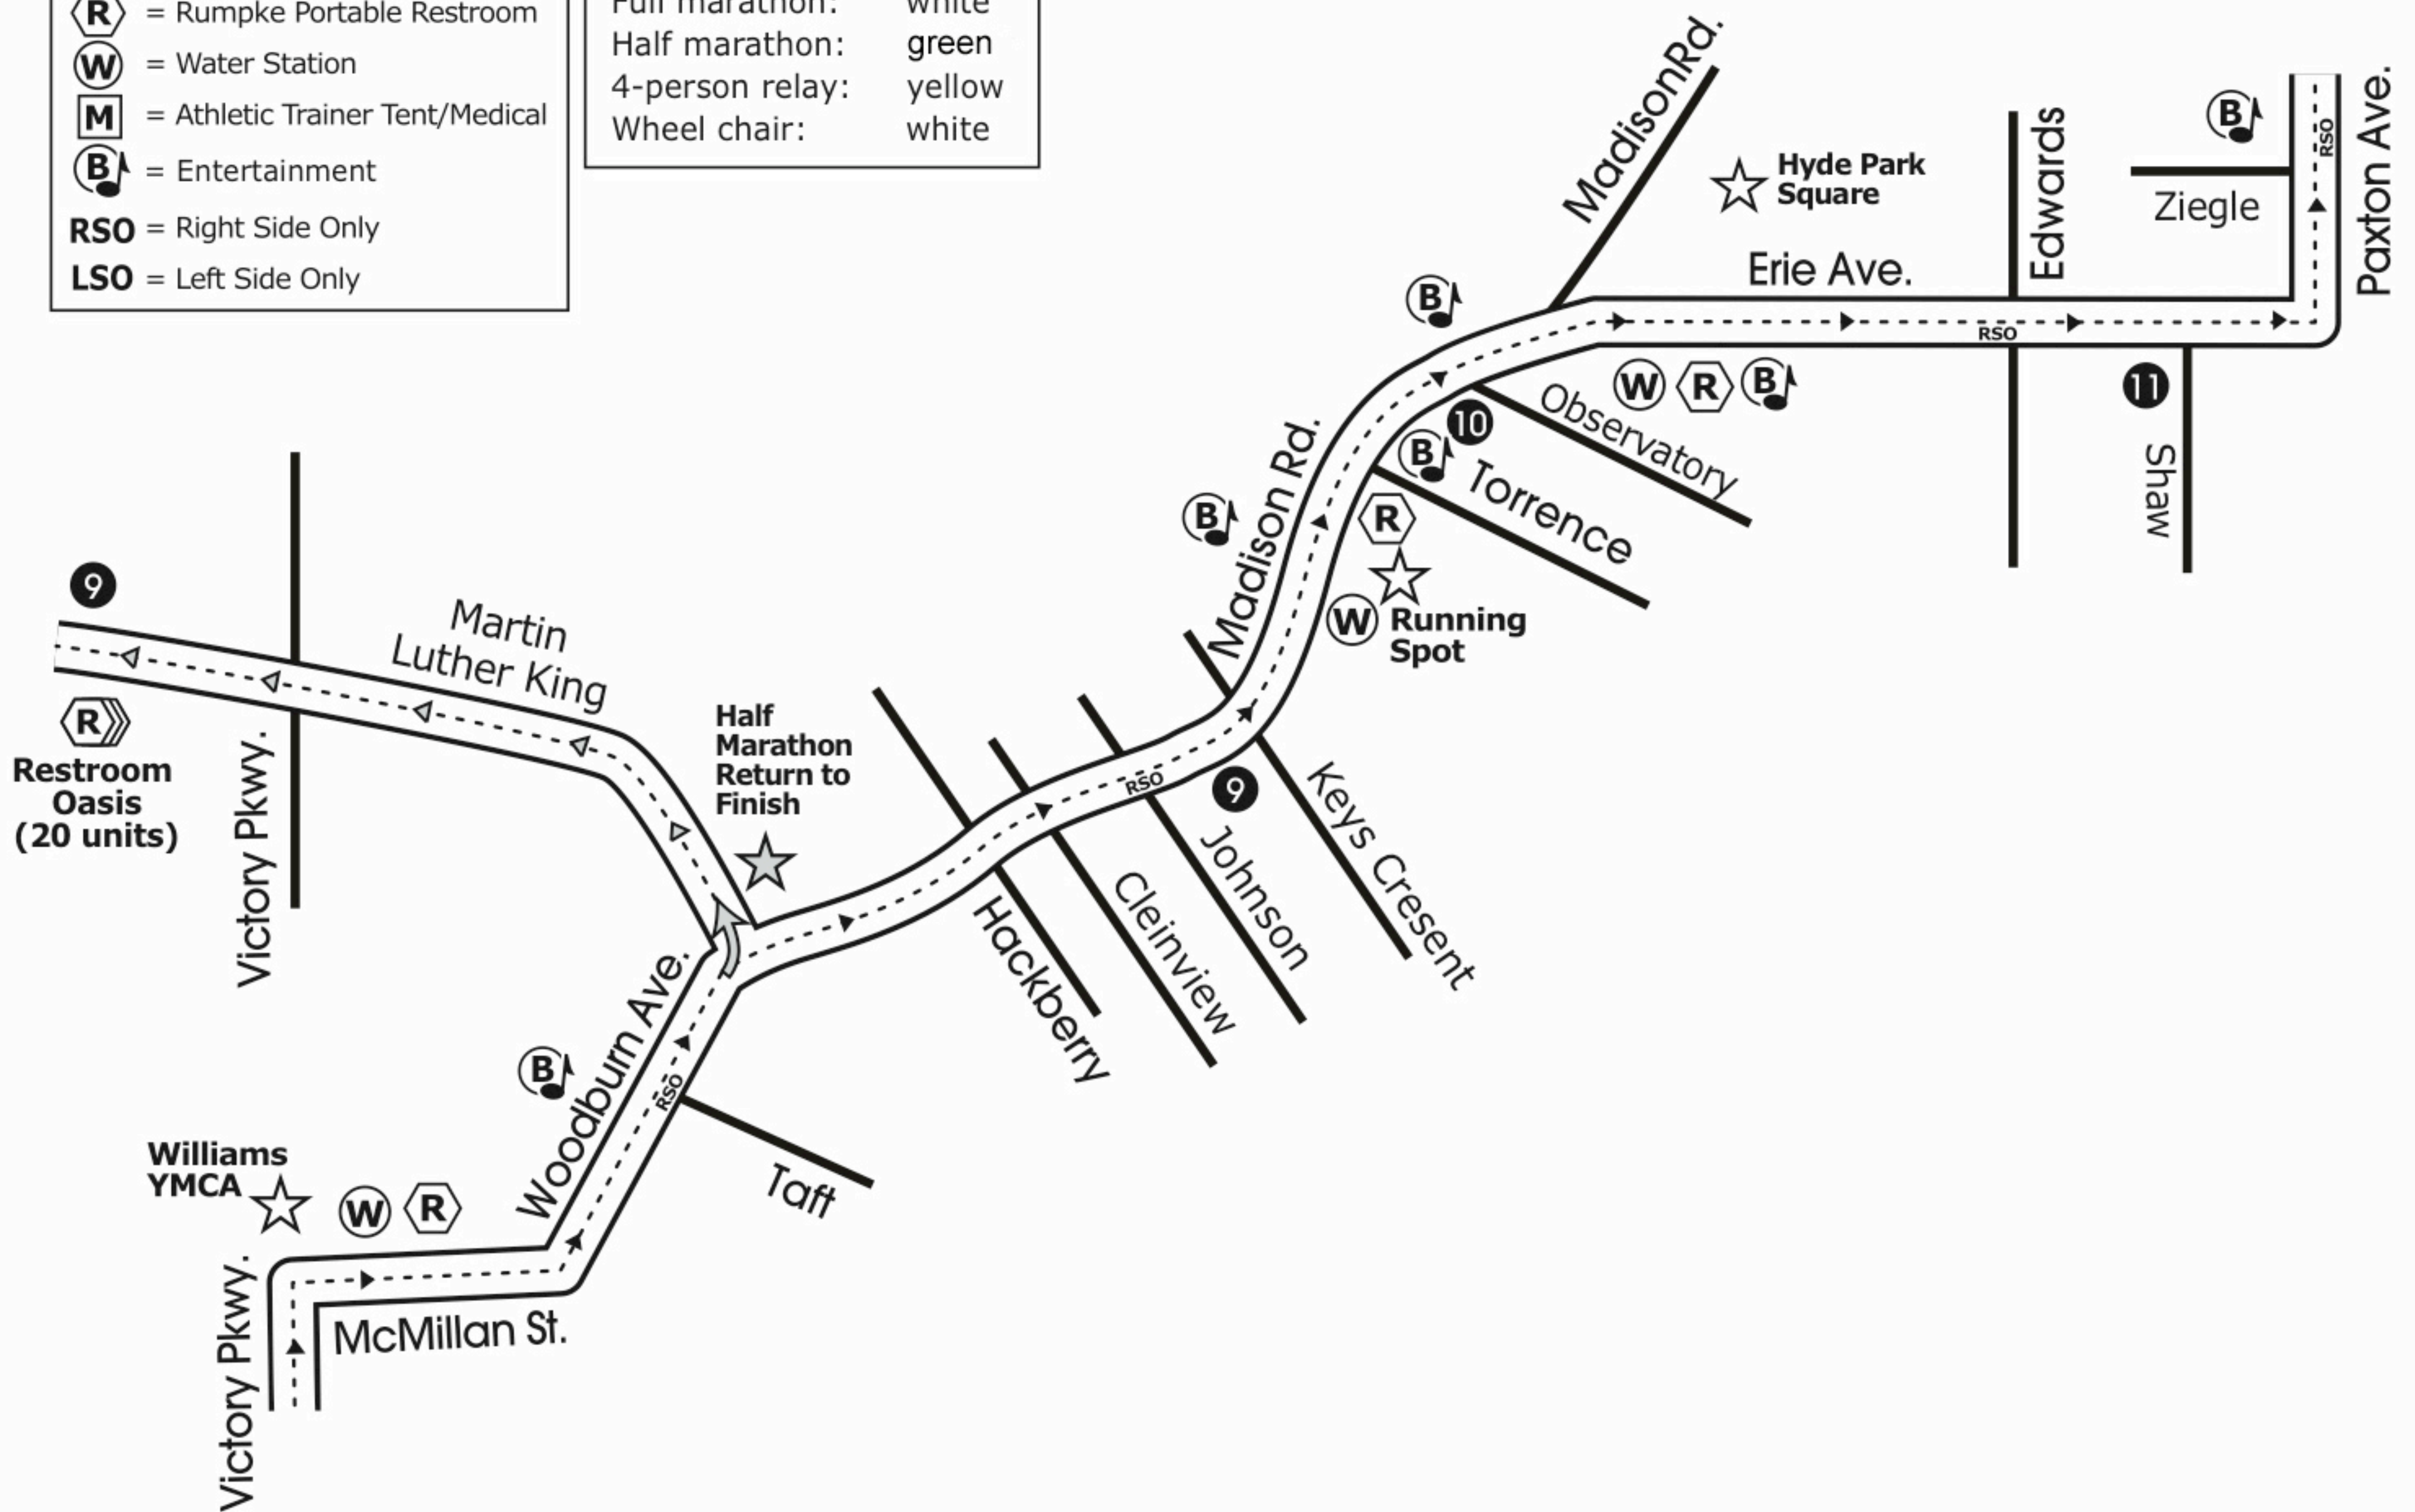 R = Rumpke Portable Restroom
W = Water Station
M = Athletic Trainer Tent/Medical
B = Entertainment
RSO = Right Side Only
LSO = Left Side Only
Full marathon: white
Half marathon: green
4-person relay: yellow
Wheel chair: white
MadisonRd.
Hyde Park
Square
Edwards
B
Ziegle
RSO
Paxton Ave.
Erie Ave.
B
RSO
W R B
11
Shaw
Observatory
10
B
Torrence
R
Madison Rd.
B
W
Running
Spot
9
Martin
Luther King
R
Restroom
Oasis
(20 units)
Victory Pkwy.
Half
Marathon
Return to
Finish
RSO
9
Keys Cresent
Johnson
Cleinview
Hackberry
Woodburn Ave.
B
RSO
Taft
Williams
YMCA
W R
Victory Pkwy.
McMillan St.